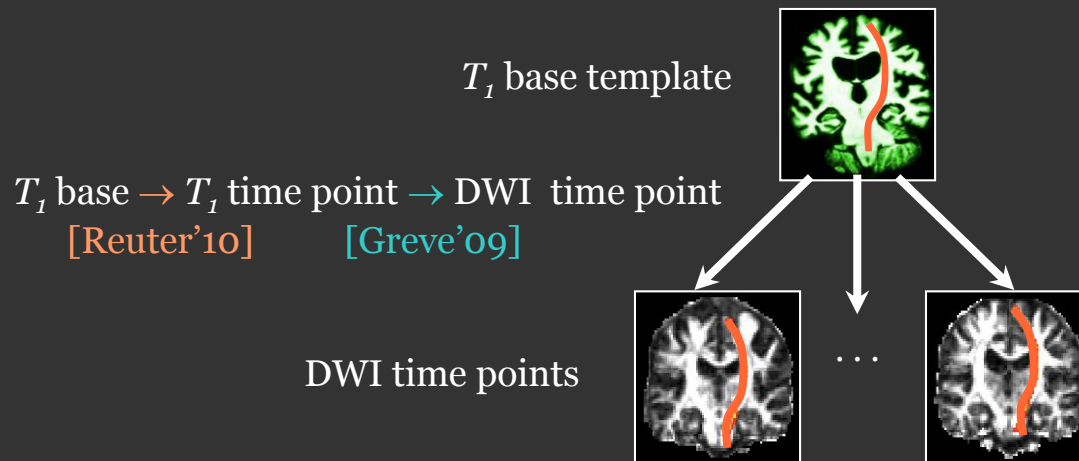 T₁ base template
T₁ base → T₁ time point → DWI time point
[Reuter’10] [Greve’09]
. . .
DWI time points